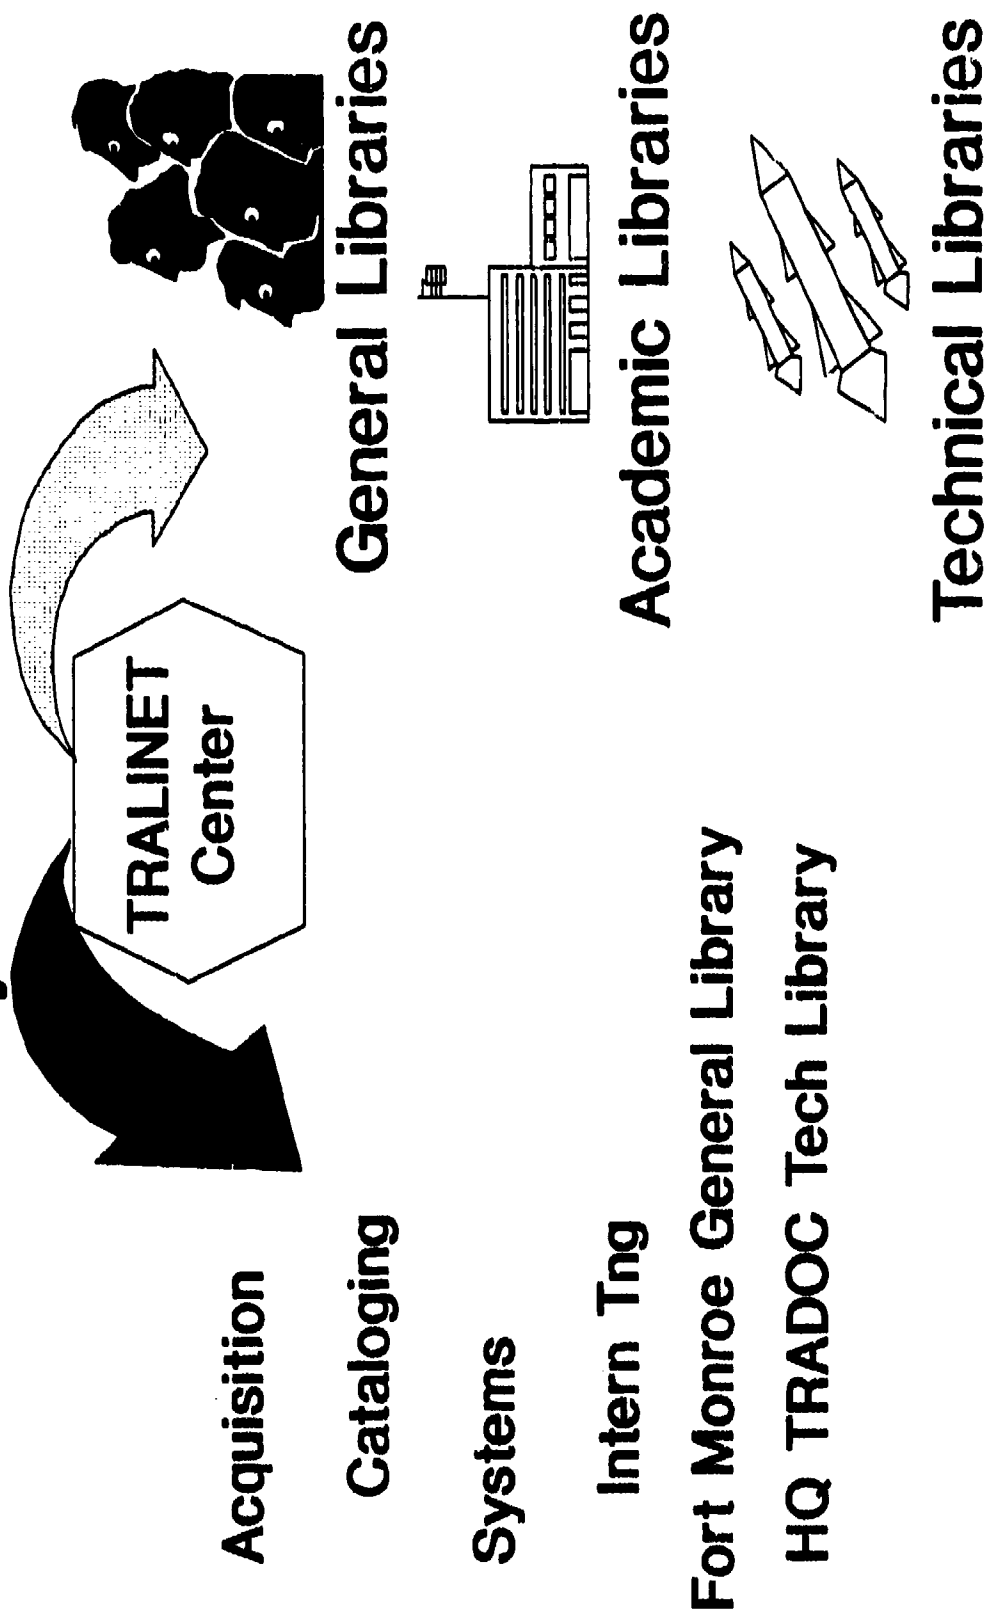 TRALINET
Center
Acquisition
Cataloging
Systems
Intern Tng
Fort Monroe General Library
HQ TRADOC Tech Library
General Libraries
Academic Libraries
Technical Libraries